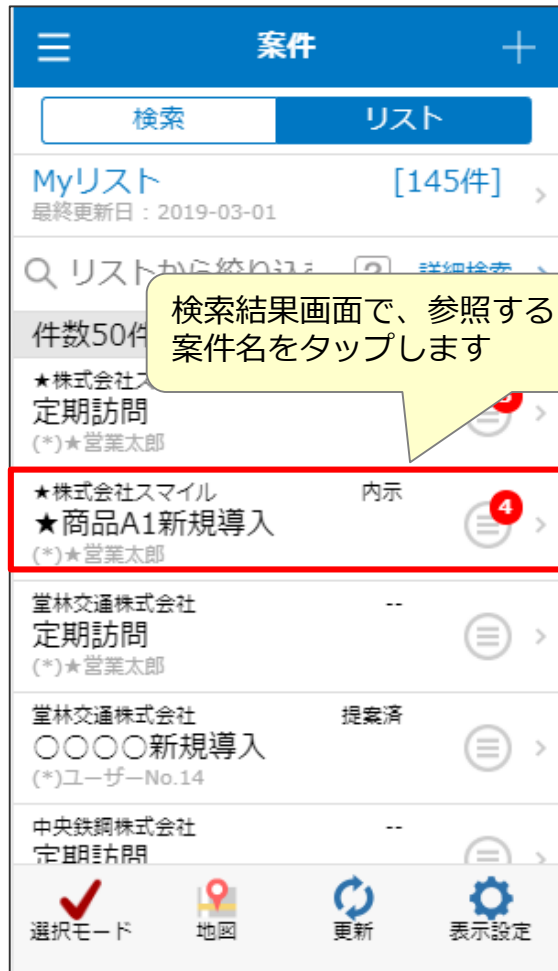 案件
検索 リスト
Myリスト [145件]
最終更新日：2019-03-01
リストから絞り込
詳細検索
検索結果画面で、参照する
案件名をタップします
件数50件
★株式会社ス
定期訪問
(*)★営業太郎
★株式会社スマイル 内示
★商品A1新規導入 4
(*)★営業太郎
堂林交通株式会社 --
定期訪問
(*)★営業太郎
堂林交通株式会社 提案済
〇〇〇〇新規導入
(*)ユーザーNo.14
中央鉄鋼株式会社 --
定期訪問
選択モード 地図 更新 表示設定